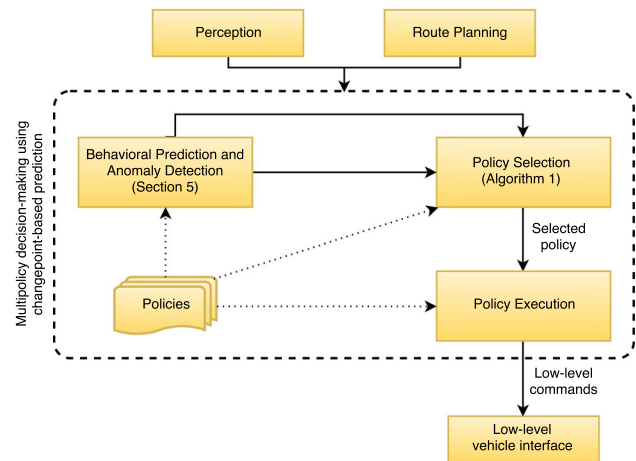 Perception
Route Planning
Multipolicy decision-making using
changepoint-based prediction
Behavioral Prediction and
Anomaly Detection
(Section 5)
Policy Selection
(Algorithm 1)
Selected
policy
Policies
Policy Execution
Low-level
commands
Low-level
vehicle interface